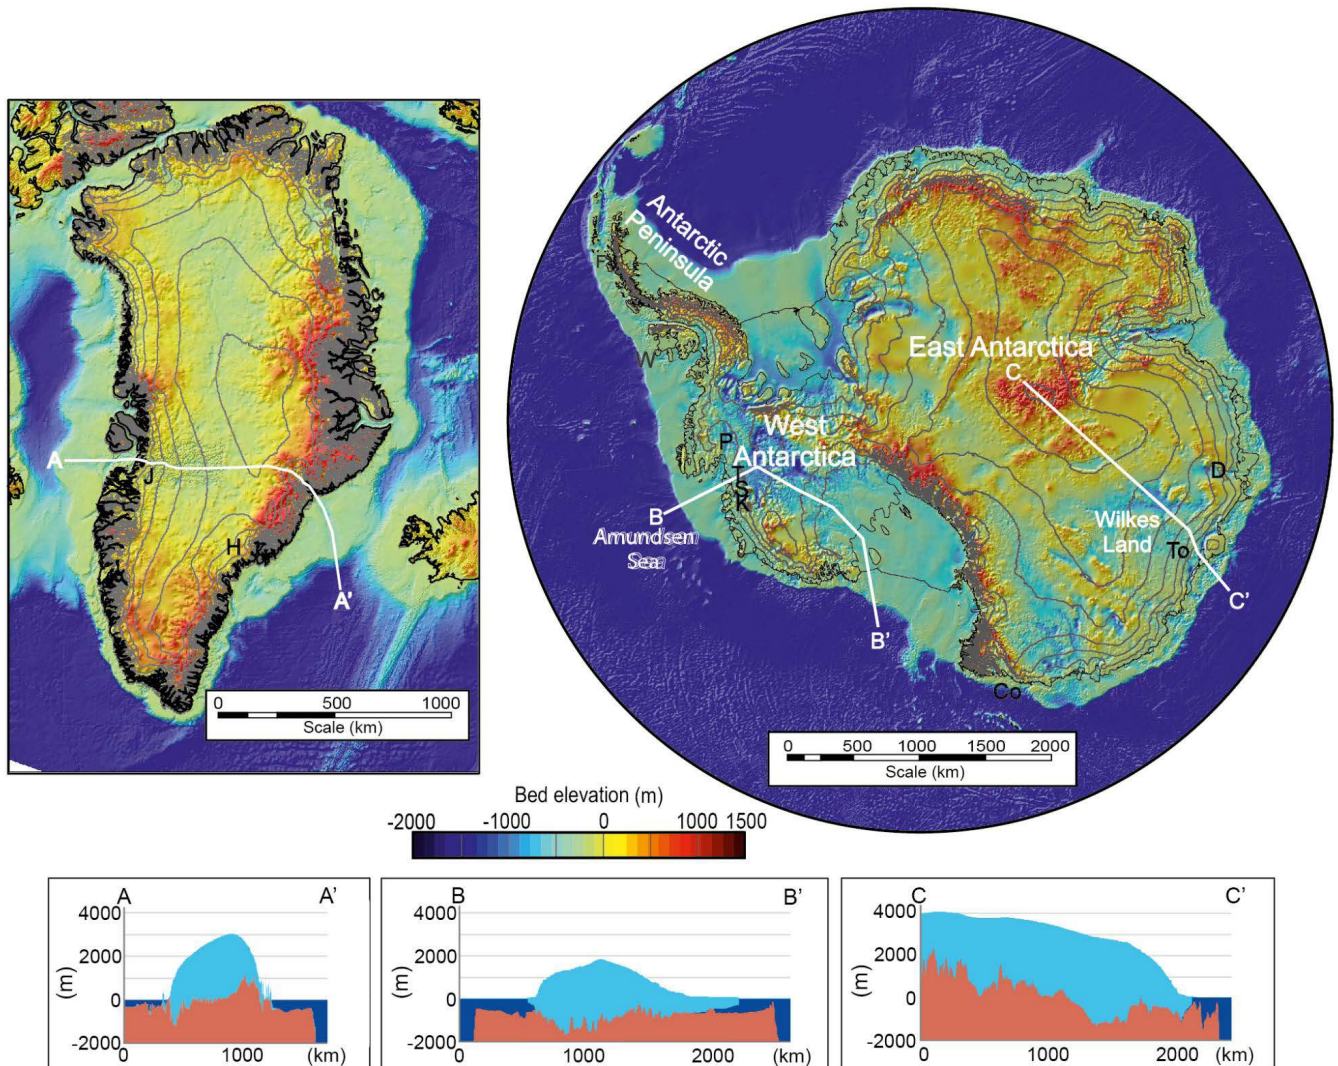 A
J
H
A'
0 500 1000
Scale (km)
Antarctic
Peninsula
F
W
East Antarctica
C
West
Antarctica
P
T
S
K
B
Amundsen
Sea
D
Wilkes
Land
To
C'
B'
Co
0 500 1000 1500 2000
Scale (km)
Bed elevation (m)
-2000 -1000 0 1000 1500
A A'
4000
2000
0
-2000
(m)
0 1000 (km)
B B'
4000
2000
0
-2000
(m)
0 1000 2000 (km)
C C'
4000
2000
0
-2000
(m)
0 1000 2000 (km)